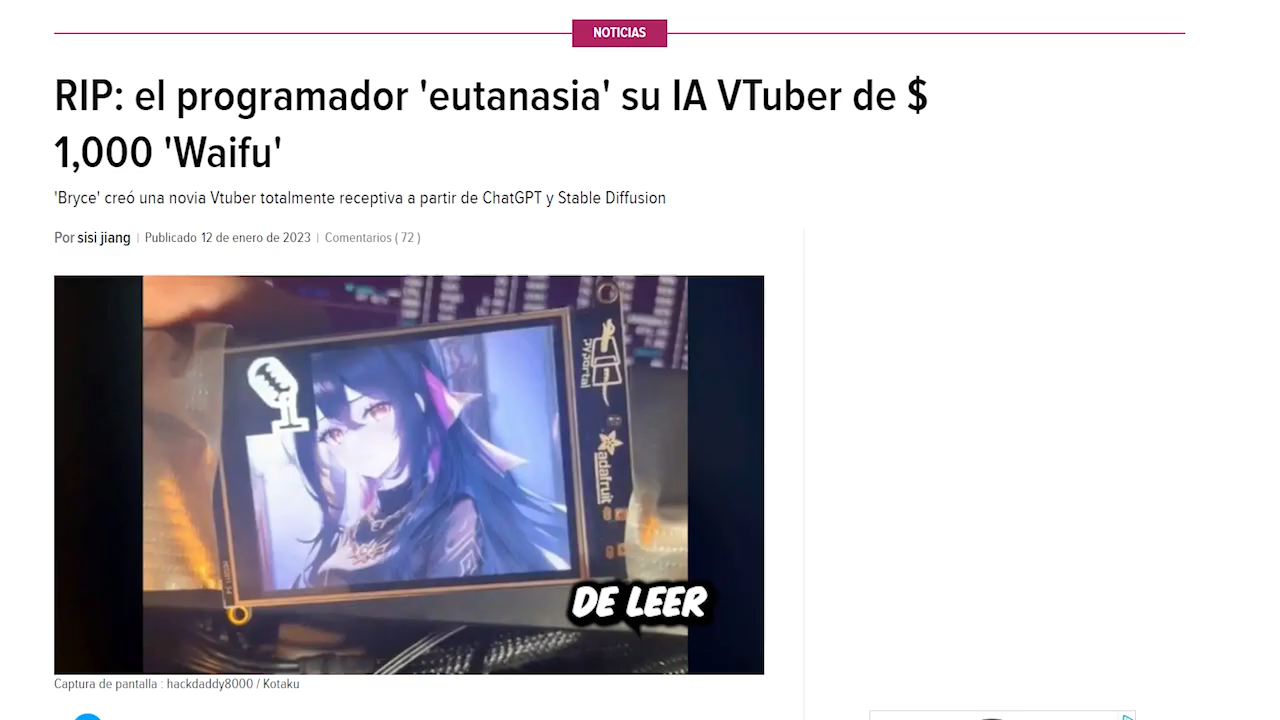 NOTICIAS
RIP: el programador 'eutanasia' su IA VTuber de $
1,000 'Waifu'
'Bryce' creó una novia Vtuber totalmente receptiva a partir de ChatGPT y Stable Diffusion
Por sisi jiang | Publicado 12 de enero de 2023 | Comentarios ( 72 )
pyportal
adafruit
DE LEER
Captura de pantalla : hackdaddy8000 / Kotaku